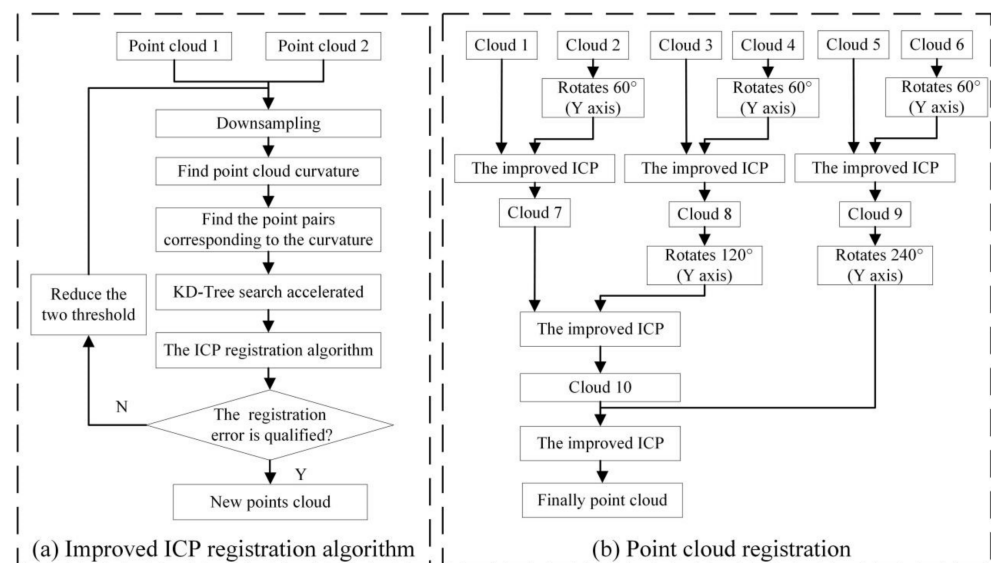 Point cloud 1
Point cloud 2
Downsampling
Find point cloud curvature
Find the point pairs
corresponding to the curvature
KD-Tree search accelerated
Reduce the
two threshold
The ICP registration algorithm
N
The registration
error is qualified?
Y
New points cloud
(a) Improved ICP registration algorithm
Cloud 1
Cloud 2
Cloud 3
Cloud 4
Cloud 5
Cloud 6
Rotates 60°
(Y axis)
Rotates 60°
(Y axis)
Rotates 60°
(Y axis)
The improved ICP
The improved ICP
The improved ICP
Cloud 7
Cloud 8
Cloud 9
Rotates 120°
(Y axis)
Rotates 240°
(Y axis)
The improved ICP
Cloud 10
The improved ICP
Finally point cloud
(b) Point cloud registration